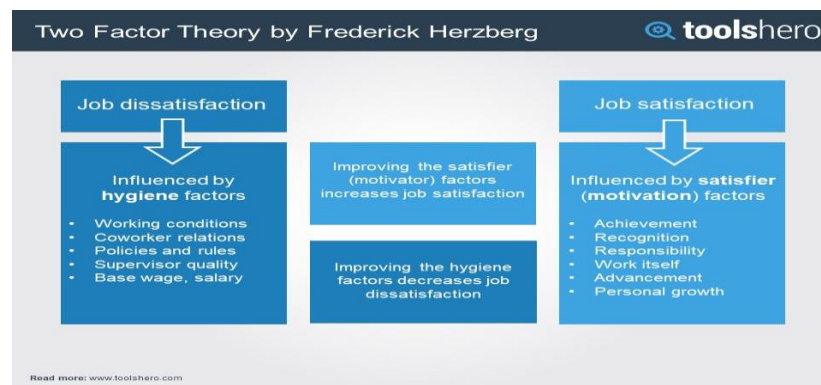 Two Factor Theory by Frederick Herzberg
toolshero
Job dissatisfaction
Influenced by
hygiene factors
• Working conditions
• Coworker relations
• Policies and rules
• Supervisor quality
• Base wage, salary
Improving the satisfier
(motivator) factors
increases job satisfaction
Improving the hygiene
factors decreases job
dissatisfaction
Job satisfaction
Influenced by satisfier
(motivation) factors
• Achievement
• Recognition
• Responsibility
• Work itself
• Advancement
• Personal growth
Read more: www.toolshero.com